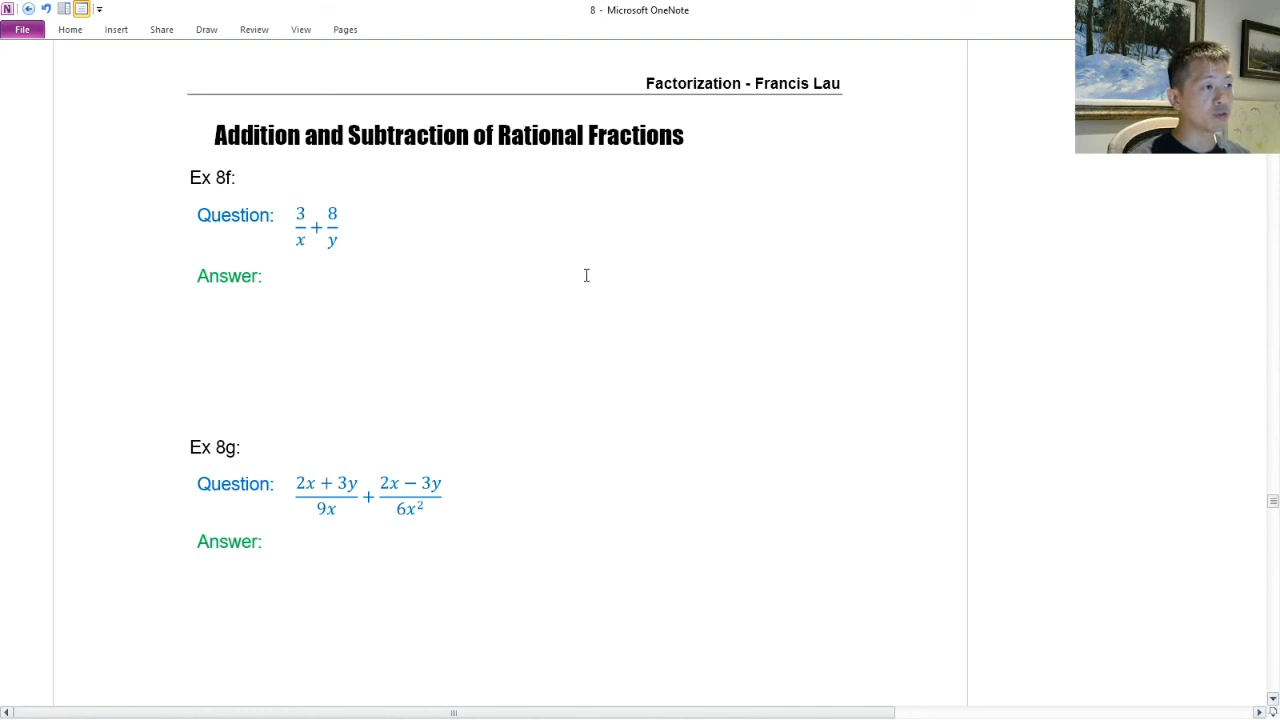 8 - Microsoft OneNote
File Home Insert Share Draw Review View Pages
Factorization - Francis Lau
Addition and Subtraction of Rational Fractions
Ex 8f:
Question: 3/x + 8/y
Answer:
Ex 8g:
Question: (2x + 3y)/9x + (2x − 3y)/6x²
Answer: